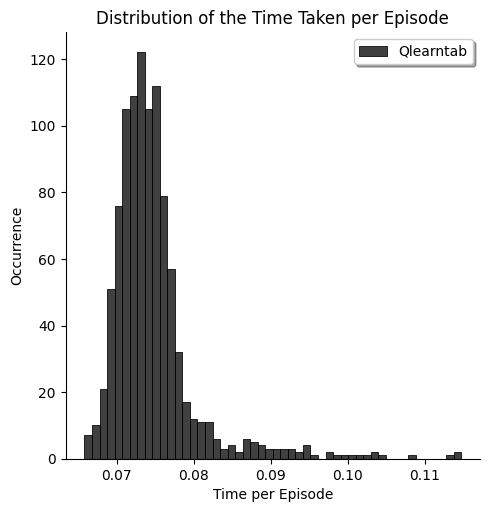 Distribution of the Time Taken per Episode
Qlearntab
120
100
80
60
40
20
0
Occurrence
0.07 0.08 0.09 0.10 0.11
Time per Episode